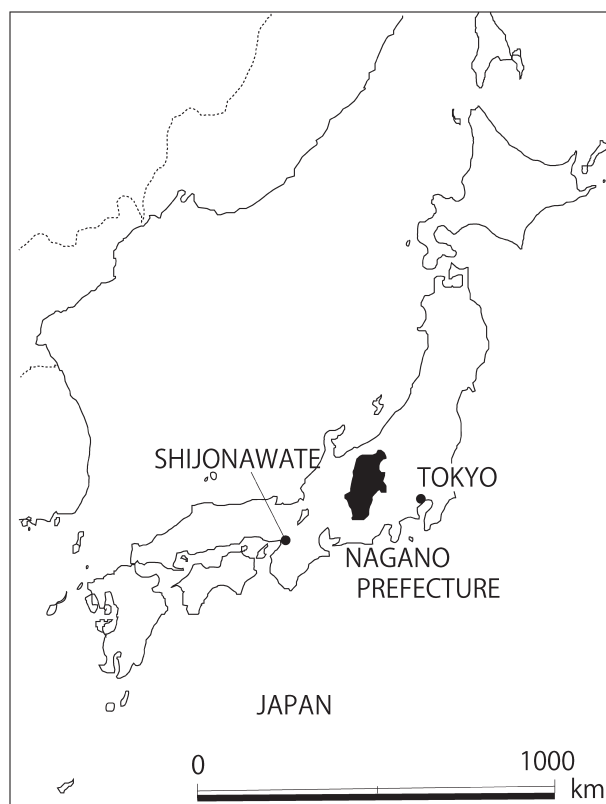 SHIJONAWATE
TOKYO
NAGANO
PREFECTURE
JAPAN
0
1000
km